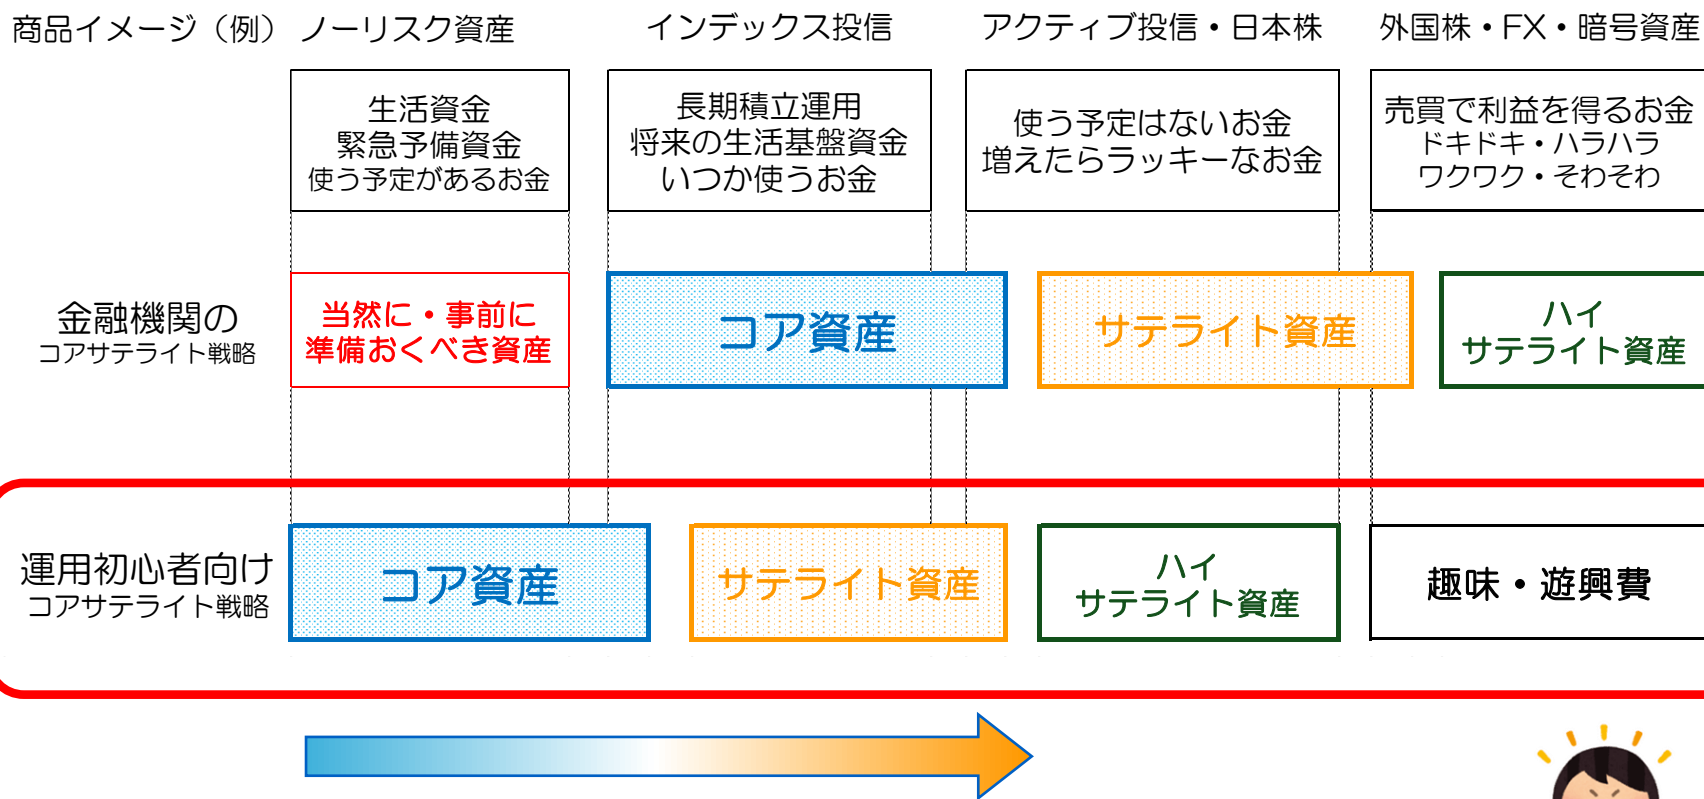 商品イメージ（例） ノーリスク資産 インデックス投信 アクティブ投信・日本株 外国株・FX・暗号資産
生活資金
緊急予備資金
使う予定があるお金
長期積立運用
将来の生活基盤資金
いつか使うお金
使う予定はないお金
増えたらラッキーなお金
売買で利益を得るお金
ドキドキ・ハラハラ
ワクワク・そわそわ
金融機関の
コアサテライト戦略
当然に・事前に
準備おくべき資産
コア資産
サテライト資産
ハイ
サテライト資産
運用初心者向け
コアサテライト戦略
コア資産
サテライト資産
ハイ
サテライト資産
趣味・遊興費